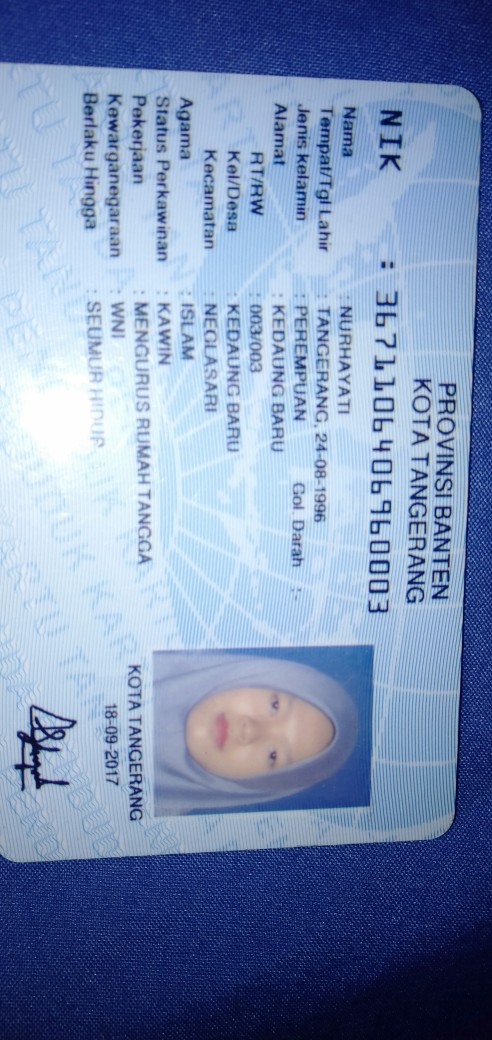 PROVINSI BANTEN
KOTA TANGERANG
NIK : 3671106406960003
Nama : NURHAYATI
Tempat/Tgl Lahir : TANGERANG, 24-08-1996
Jenis kelamin : PEREMPUAN Gol. Darah : -
Alamat : KEDAUNG BARU
RT/RW : 003/003
Kel/Desa : KEDAUNG BARU
Kecamatan : NEGLASARI
Agama : ISLAM
Status Perkawinan : KAWIN
Pekerjaan : MENGURUS RUMAH TANGGA
Kewarganegaraan : WNI
Berlaku Hingga : SEUMUR HIDUP
KOTA TANGERANG
18-09-2017